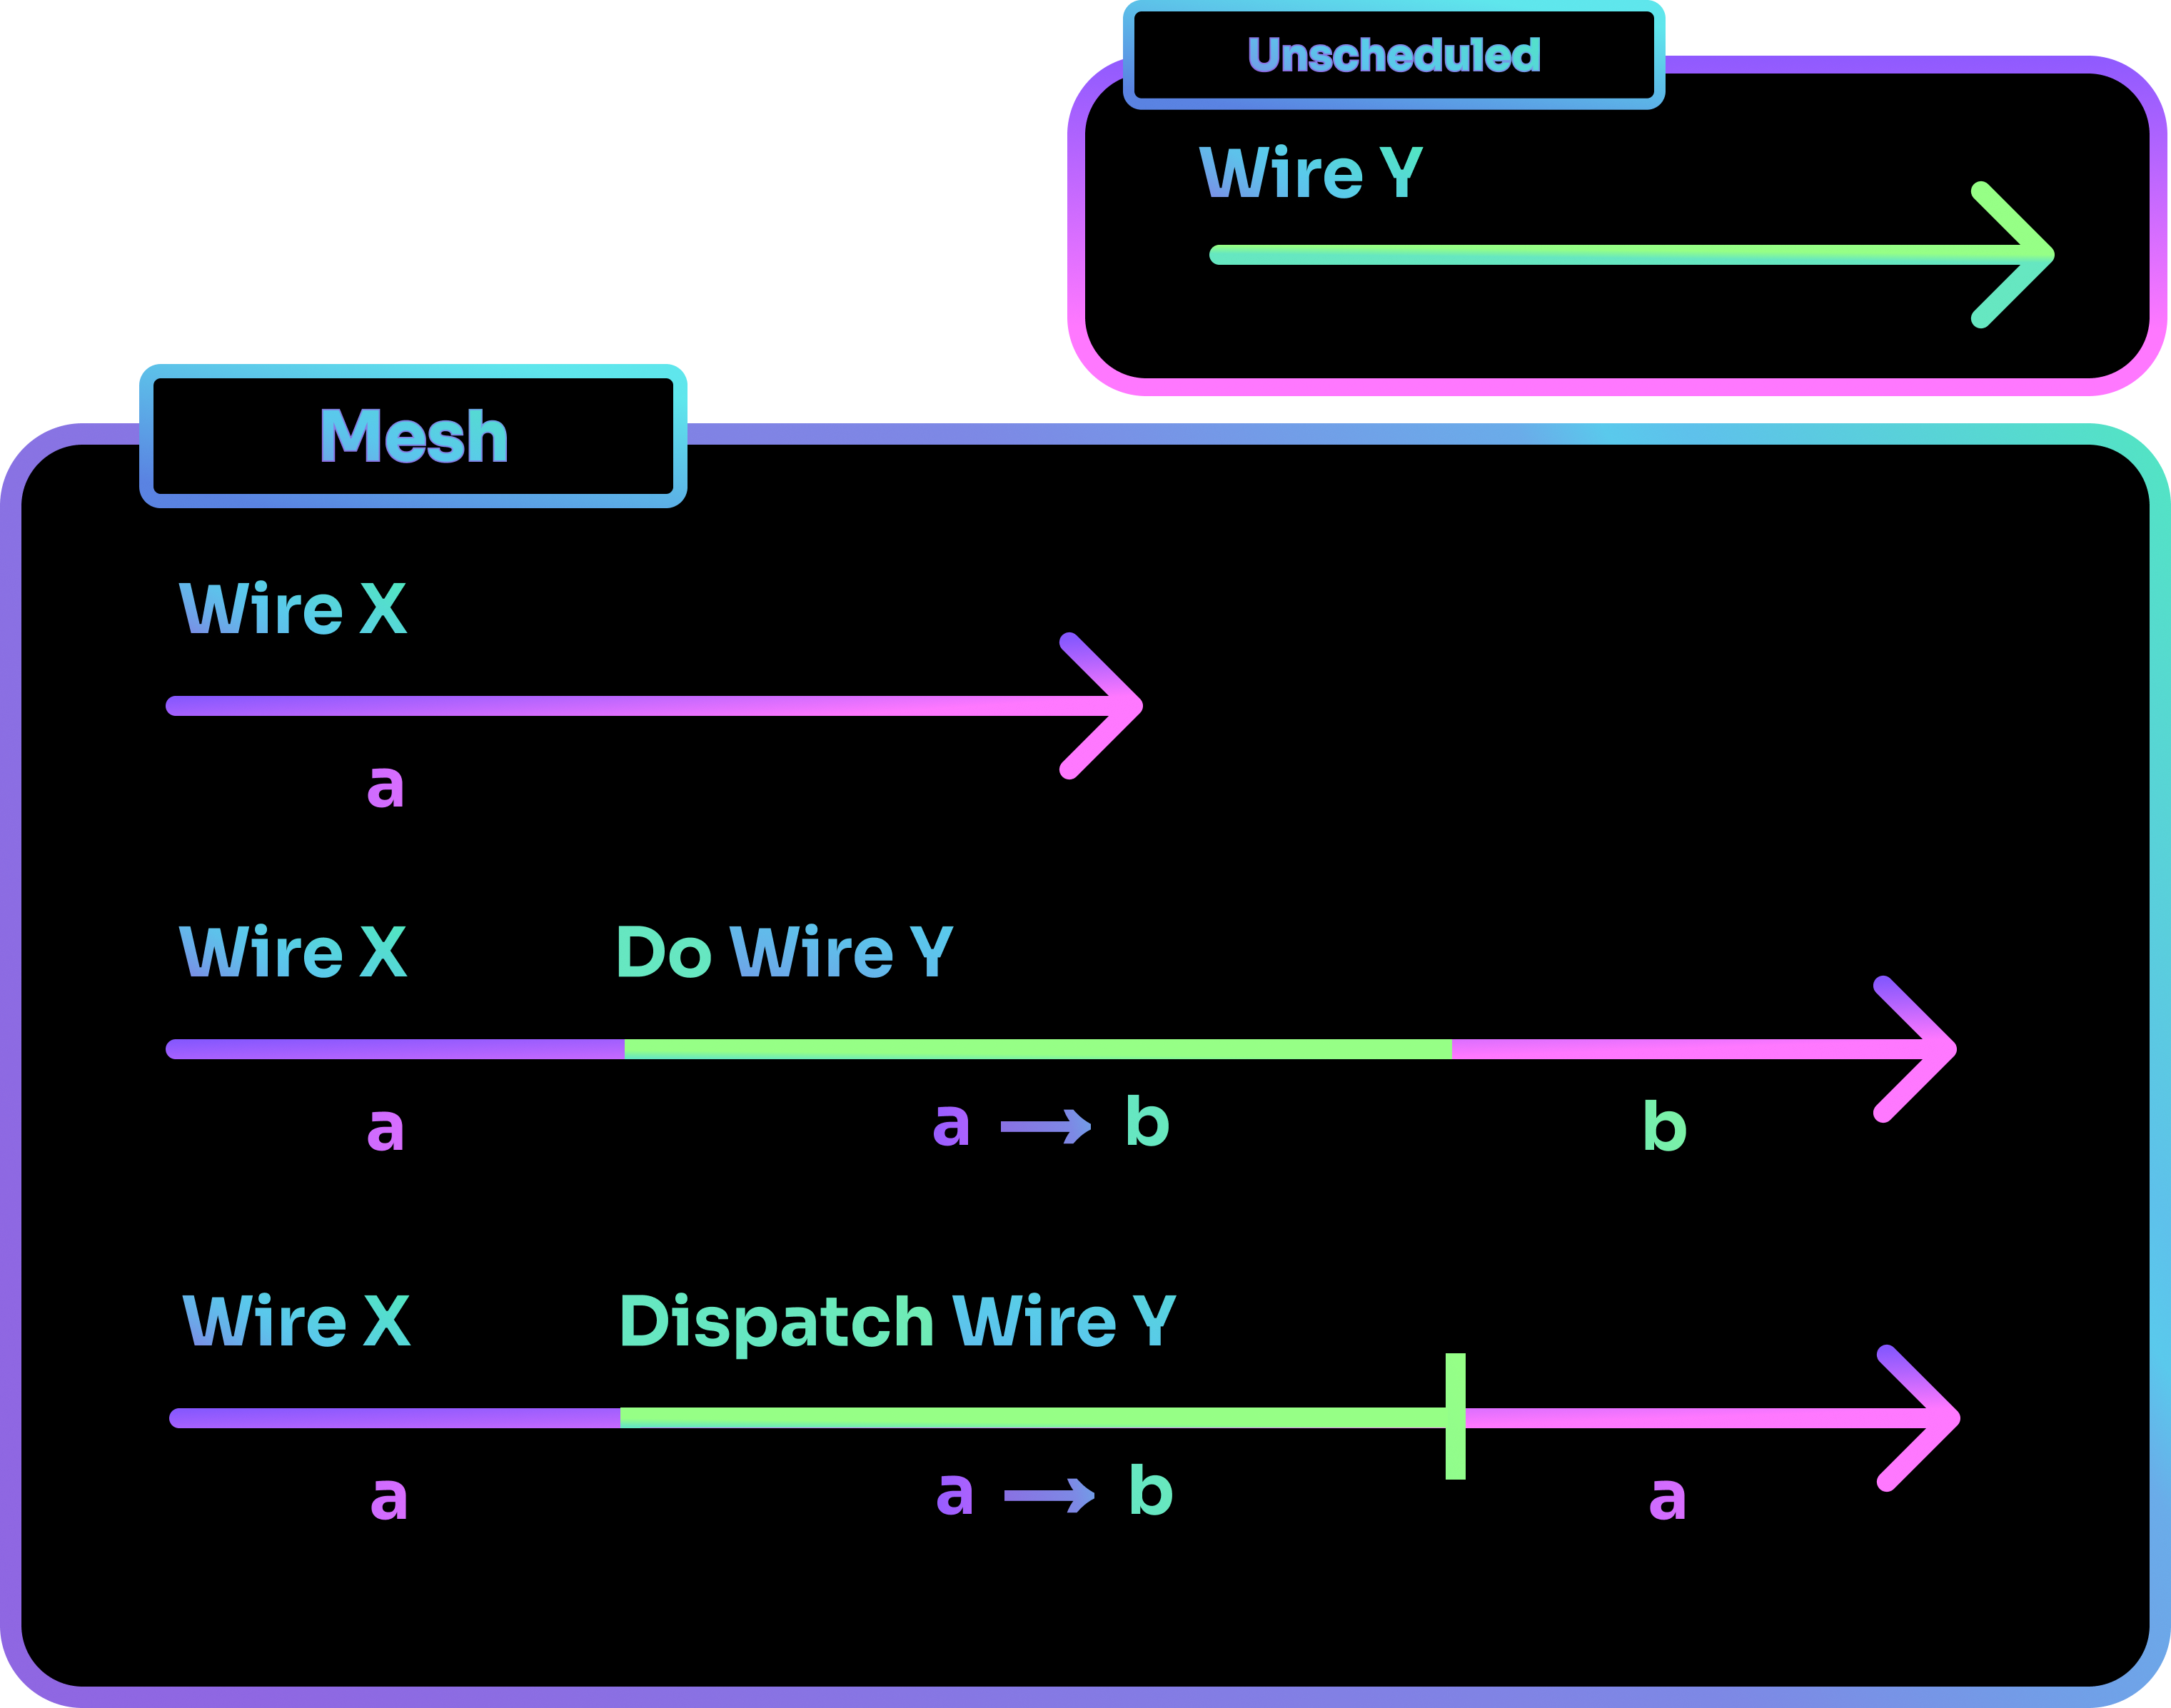 Unscheduled
Wire Y
Mesh
Wire X
a
Wire X Do Wire Y
a a → b b
Wire X Dispatch Wire Y
a a → b a